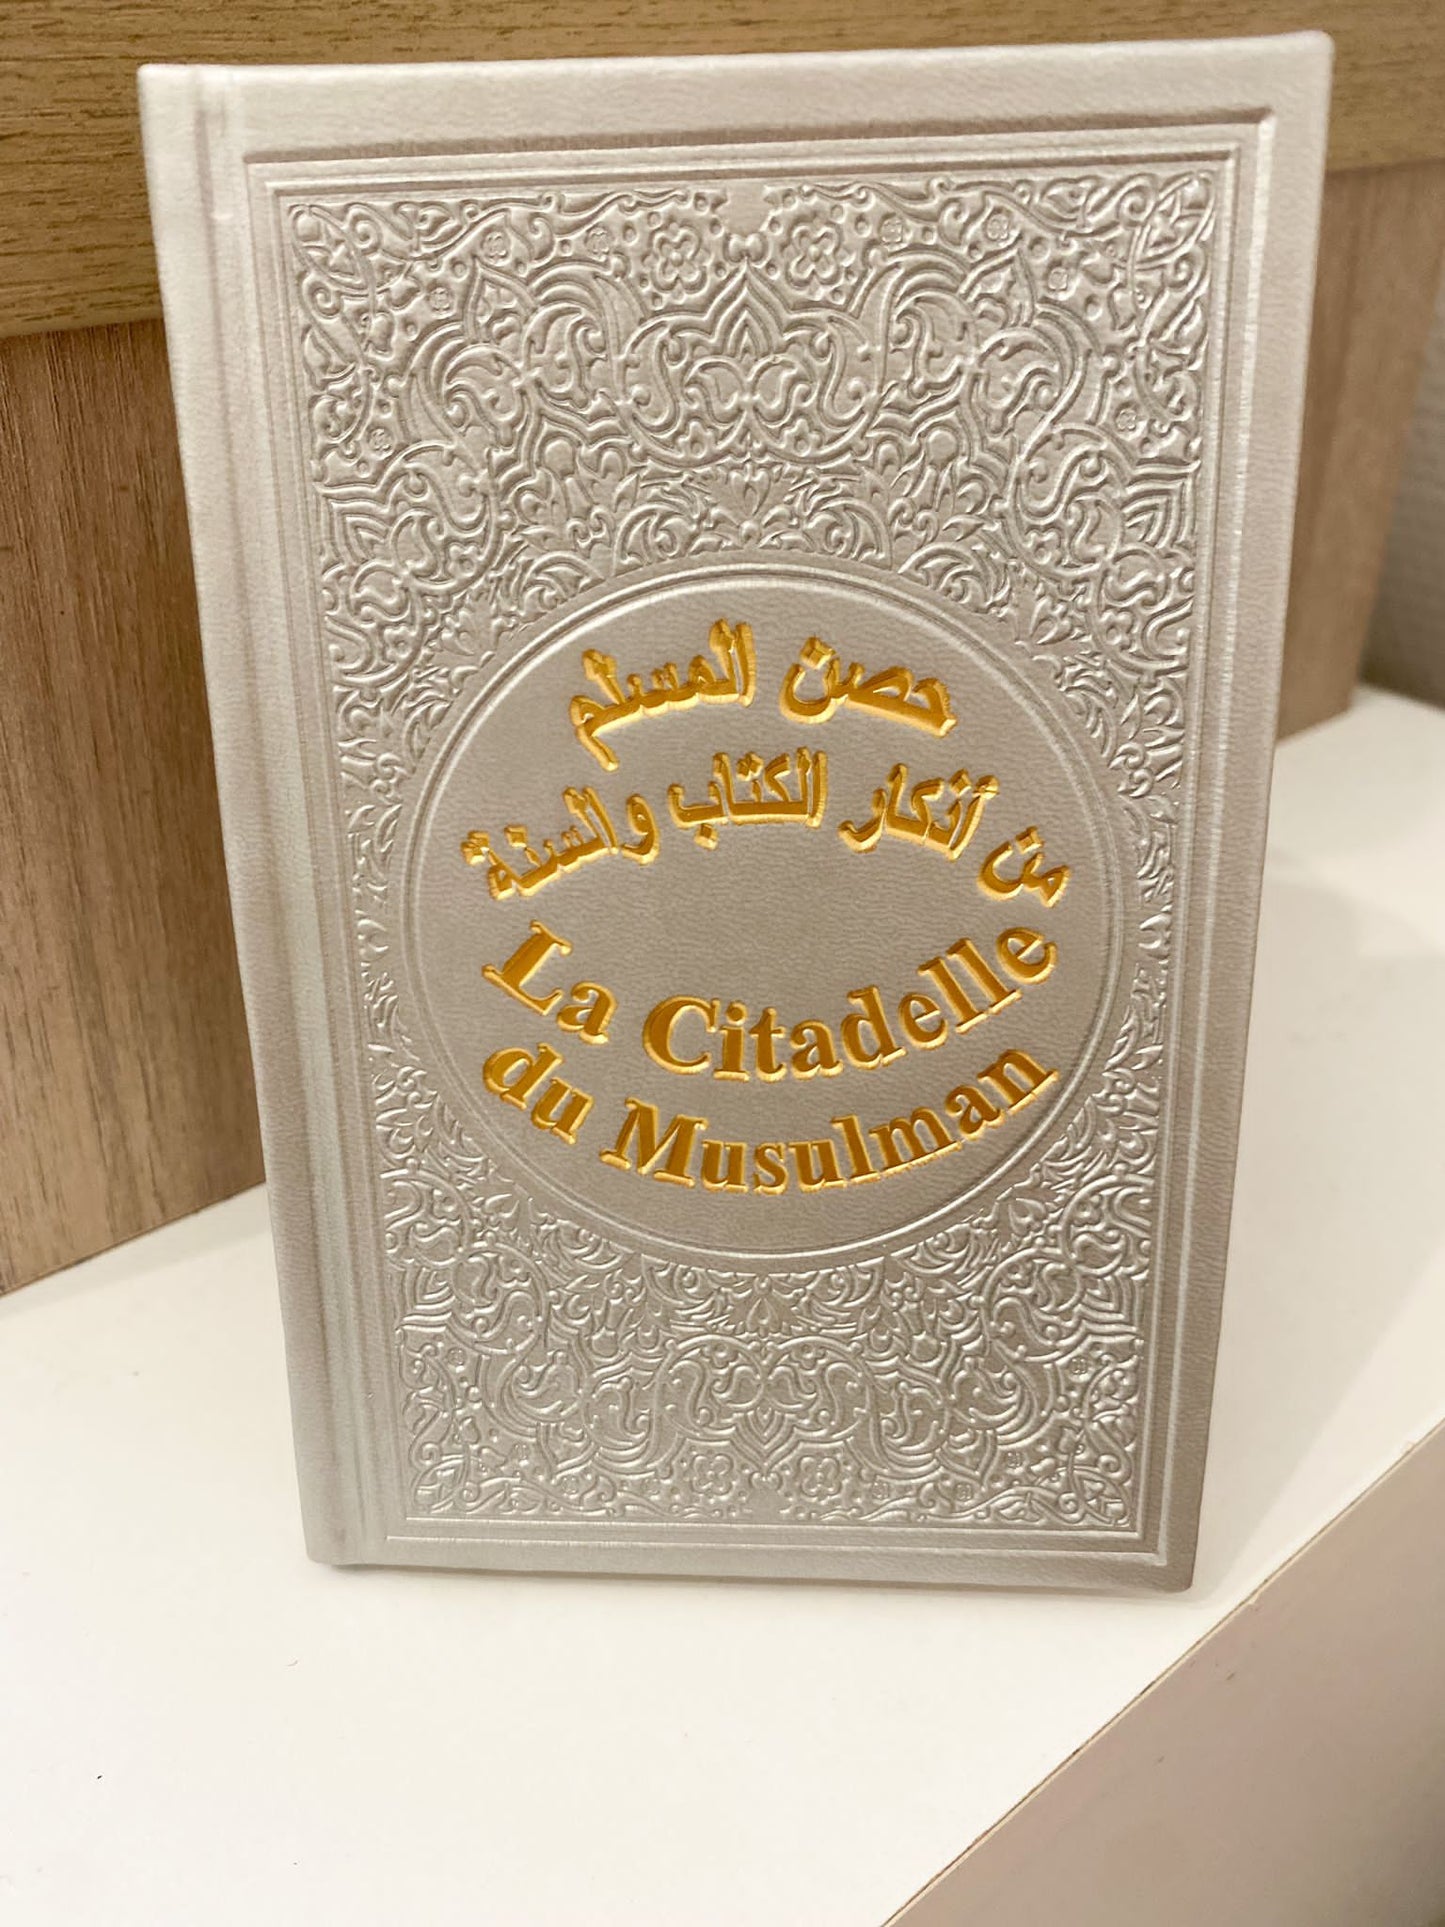 حصن المسلم
من أذكار الكتاب والسنة
La Citadelle
du Musulman